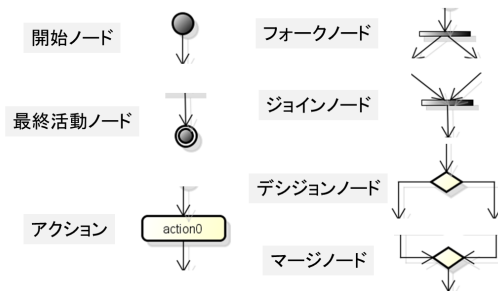 開始ノード
最終活動ノード
アクション
action0
フォークノード
ジョインノード
デシジョンノード
マージノード